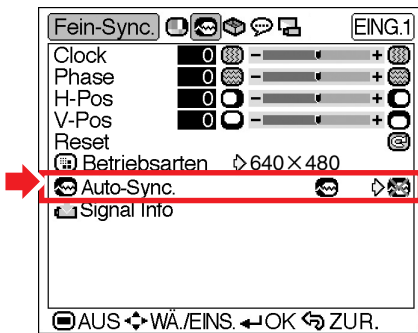 Fein-Sync. EING.1
Clock 0 - +
Phase 0 - +
H-Pos 0 - +
V-Pos 0 - +
Reset
Betriebsarten 640×480
Auto-Sync.
Signal Info
AUS WÄ./EINS. OK ZUR.